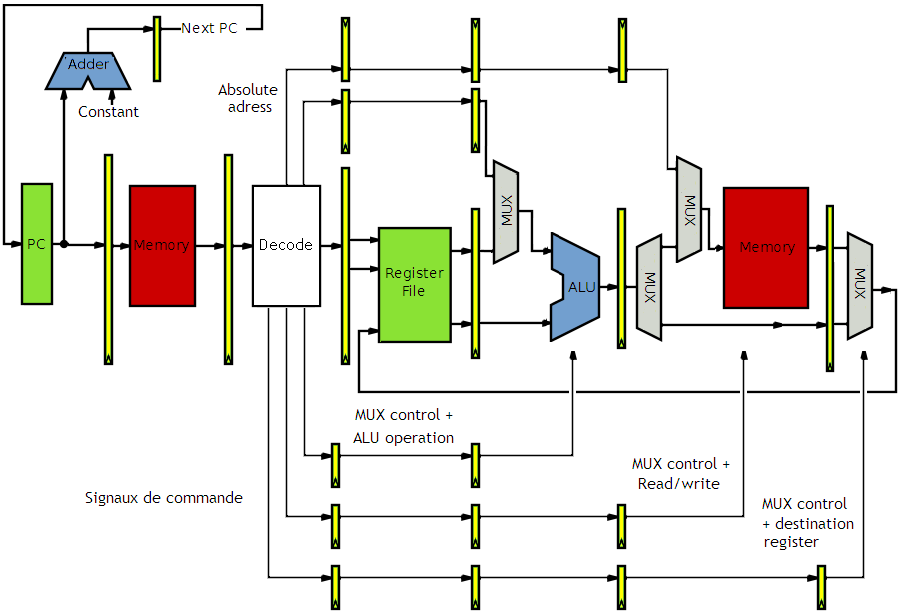 Next PC
Adder
Constant
Absolute
adress
PC
Memory
Decode
Register
File
MUX
ALU
MUX
MUX
Memory
MUX
MUX control +
ALU operation
MUX control +
Read/write
Signaux de commande
MUX control
+ destination
register